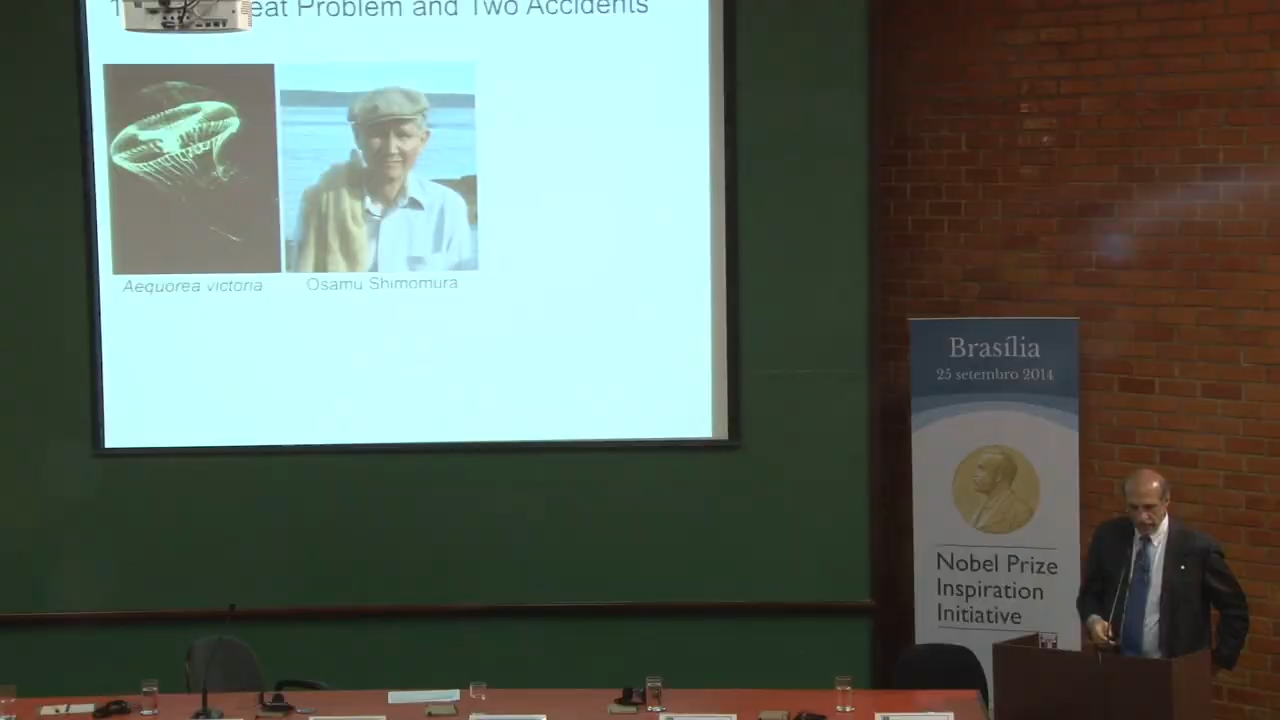 eat Problem and Two Accidents
Aequorea victoria
Osamu Shimomura
Brasília
25 setembro 2014
Nobel Prize
Inspiration
Initiative